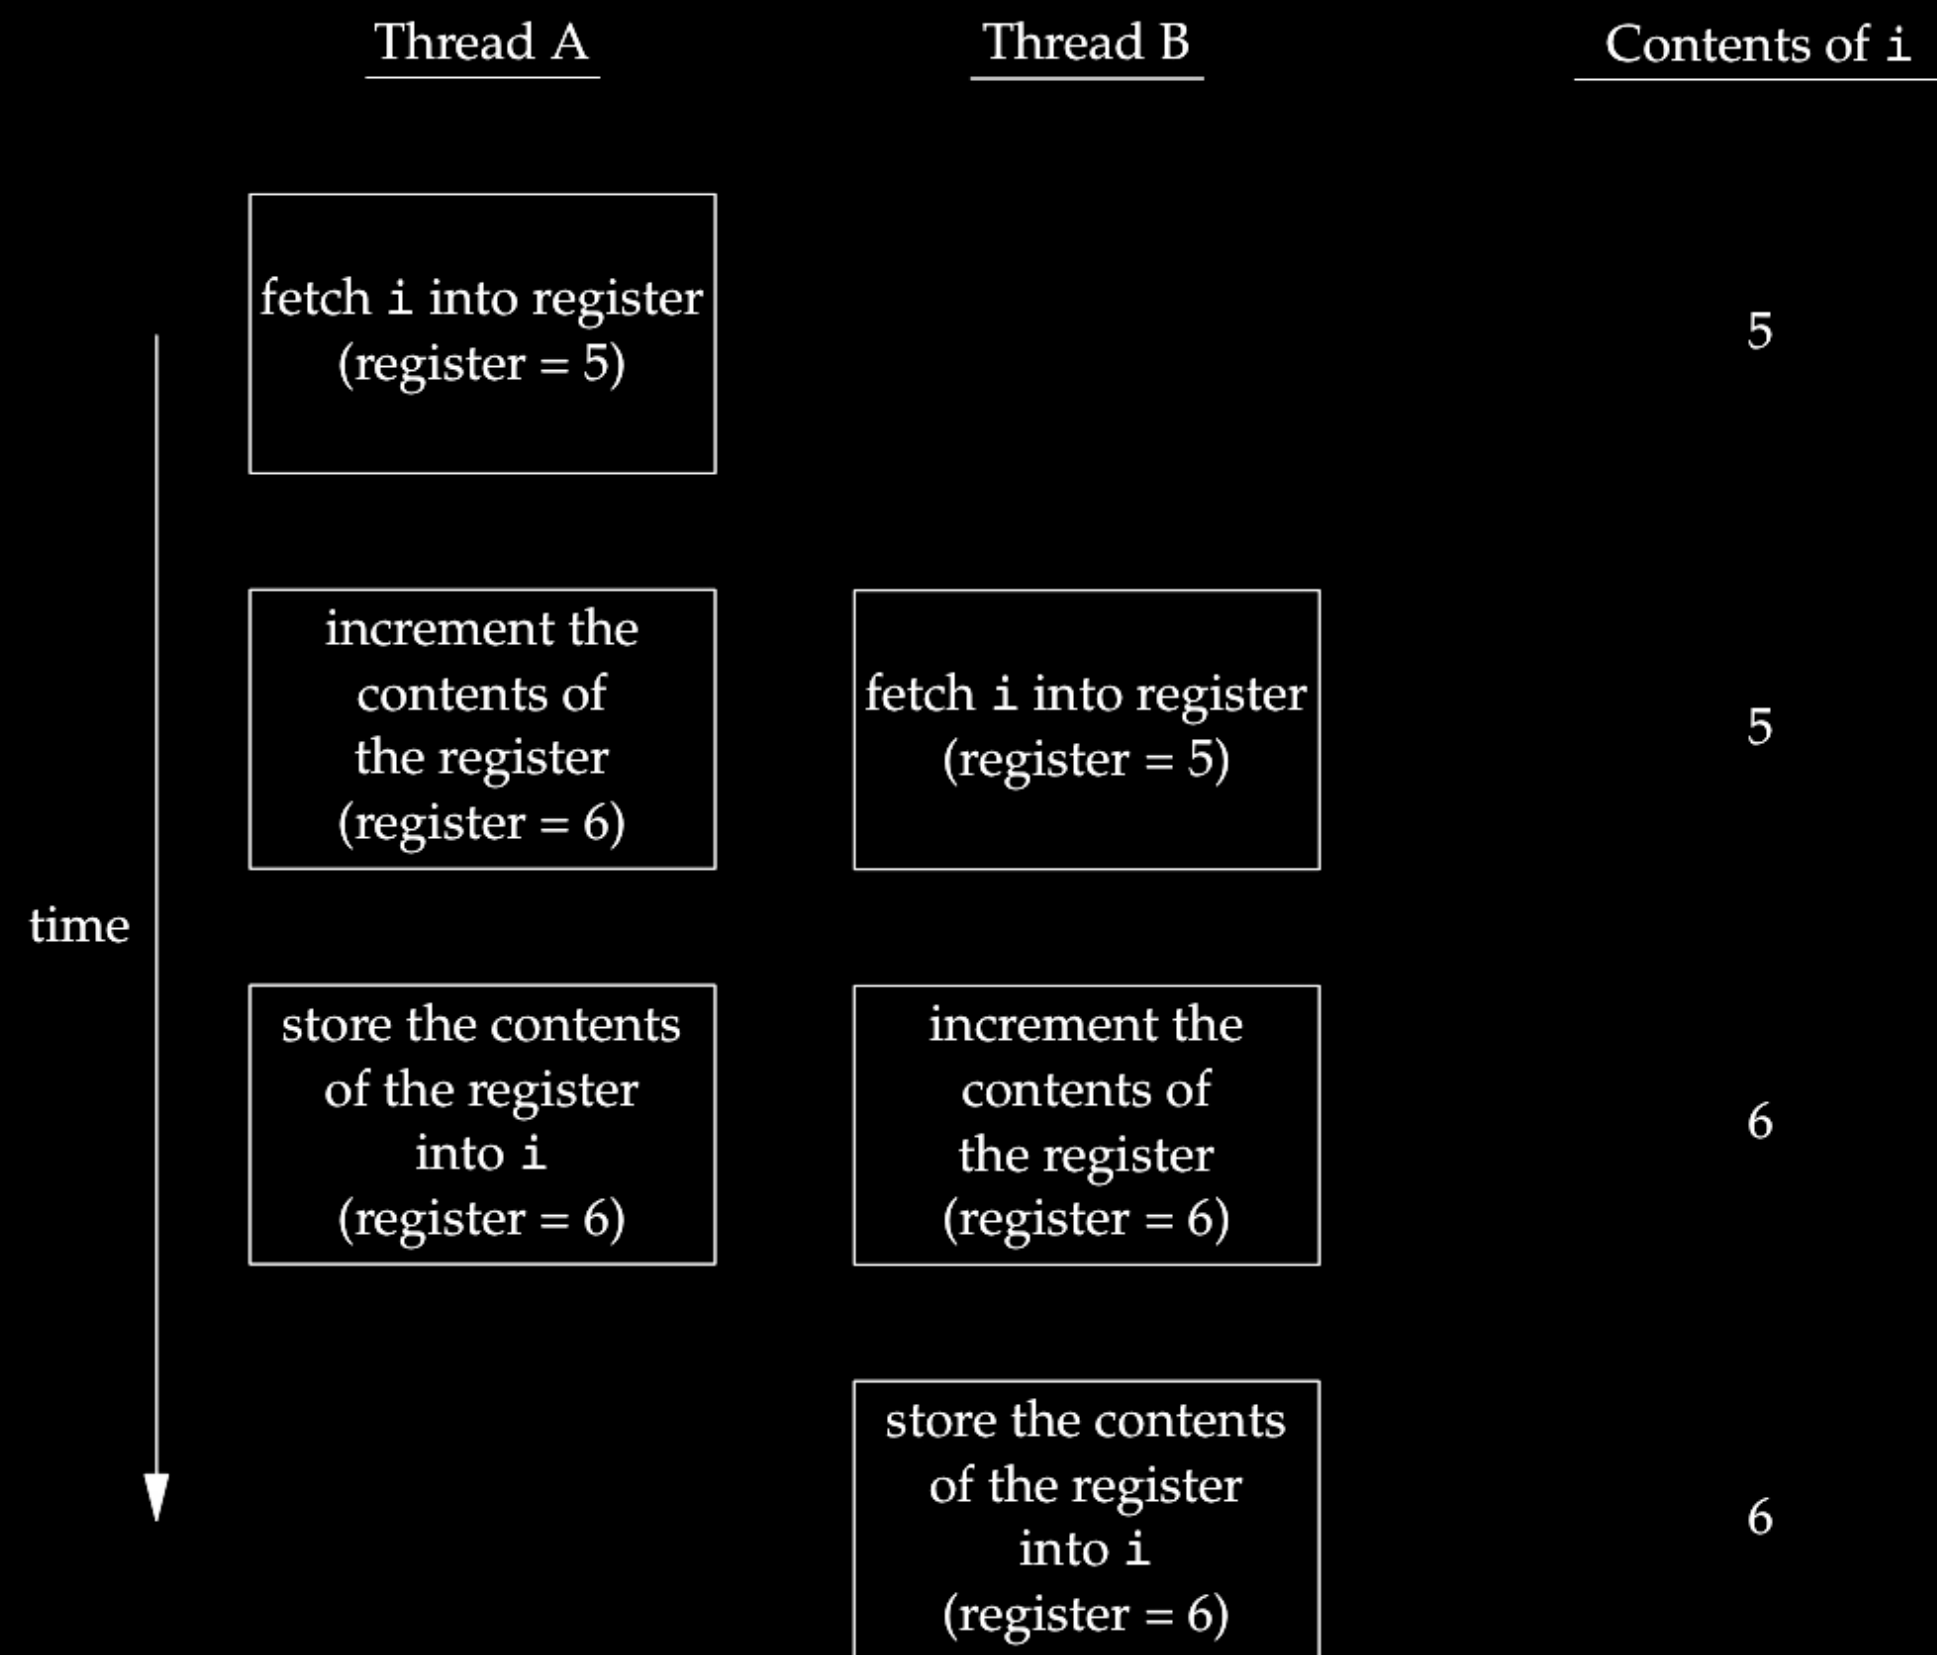 Thread A
Thread B
Contents of i
fetch i into register
(register = 5)
5
increment the
contents of
the register
(register = 6)
fetch i into register
(register = 5)
5
time
store the contents
of the register
into i
(register = 6)
increment the
contents of
the register
(register = 6)
6
store the contents
of the register
into i
(register = 6)
6